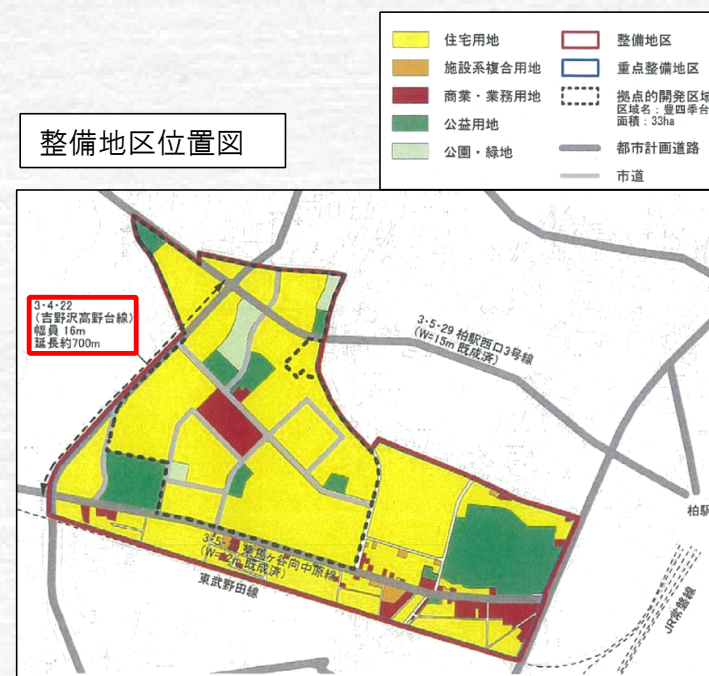 整備地区位置図
住宅用地
施設系複合用地
商業・業務用地
公益用地
公園・緑地
整備地区
重点整備地区
拠点的開発区域
区域名：豊四季台
面積：33ha
都市計画道路
市道
3・4・22
(吉野沢高野台線)
幅員 16m
延長約700m
3・5・29 柏駅西口3号線
(W=15m 既成済)
(W=12m 既成済)
東武野田線
柏駅
JR常磐線